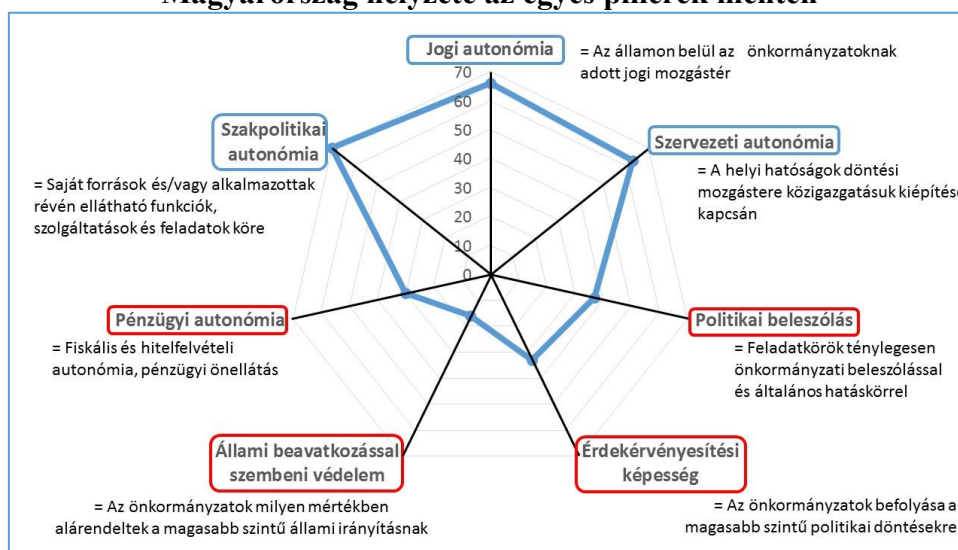 Magyarország helyzete az egyes pillérek mentén
Jogi autonómia
= Az államon belül az önkormányzatoknak
adott jogi mozgástér
70
60
50
40
30
20
10
0
Szakpolitikai
autonómia
= Saját források és/vagy alkalmazottak
révén ellátható funkciók,
szolgáltatások és feladatok köre
Szervezeti autonómia
= A helyi hatóságok döntési
mozgástere közigazgatásuk kiépítése
kapcsán
Pénzügyi autonómia
= Fiskális és hitelfelvételi
autonómia, pénzügyi önellátás
Politikai beleszólás
= Feladatkörök ténylegesen
önkormányzati beleszólással
és általános hatáskörrel
Állami beavatkozással
szembeni védelem
= Az önkormányzatok milyen mértékben
alárendeltek a magasabb szintű állami irányításnak
Érdekérvényesítési
képesség
= Az önkormányzatok befolyása a
magasabb szintű politikai döntésekre